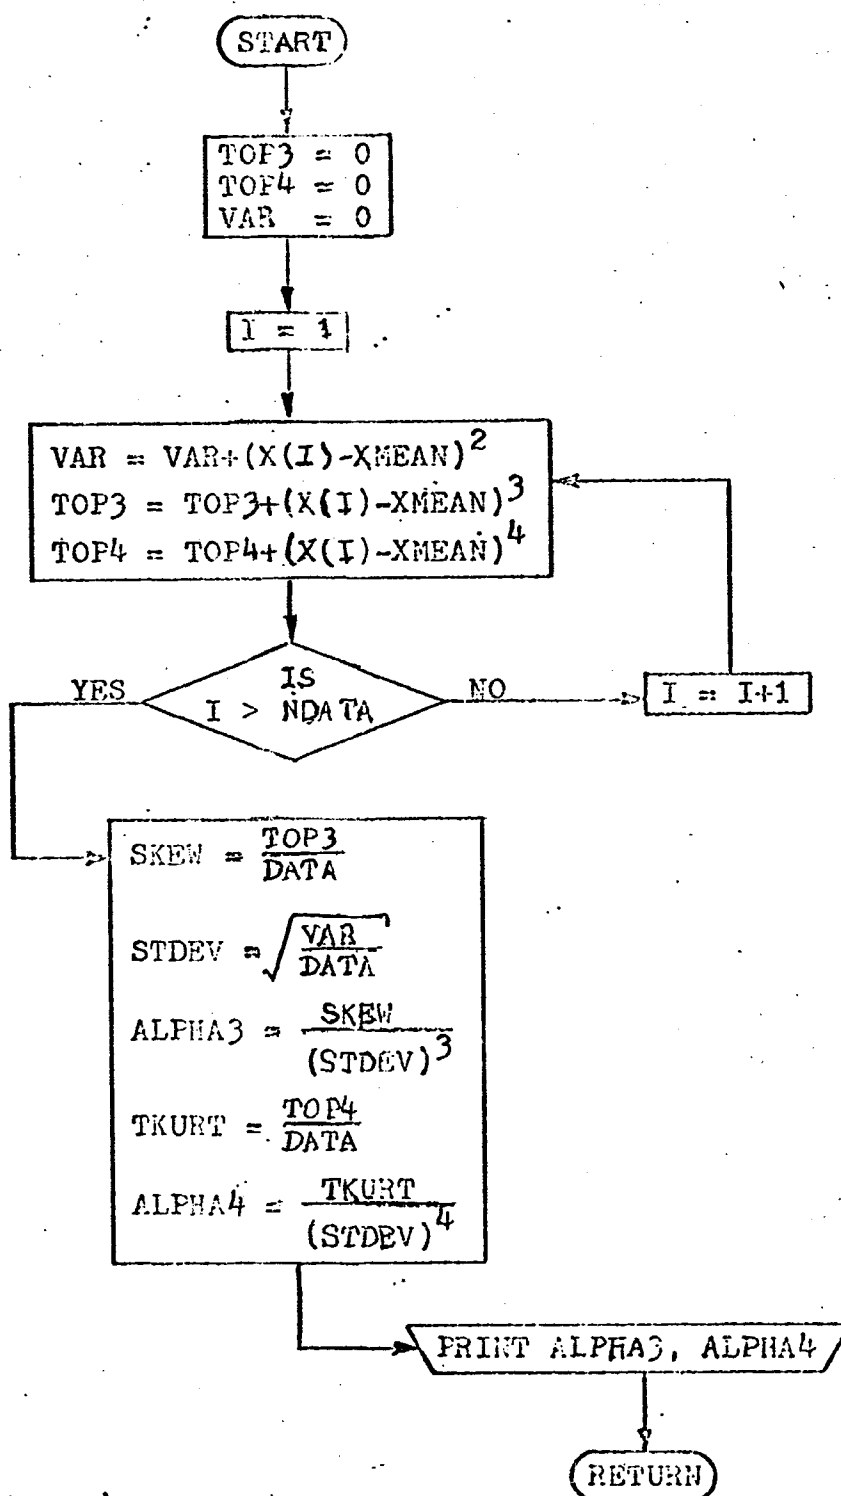 START
TOP3 = 0
TOP4 = 0
VAR = 0
I = 1
VAR = VAR+(X(I)-XMEAN)²
TOP3 = TOP3+(X(I)-XMEAN)³
TOP4 = TOP4+(X(I)-XMEAN)⁴
YES
IS
I > NDATA
NO
I = I+1
SKEW = TOP3
DATA
STDEV = √VAR
DATA
ALPHA3 = SKEW
(STDEV)³
TKURT = TOP4
DATA
ALPHA4 = TKURT
(STDEV)⁴
PRINT ALPHA3, ALPHA4
RETURN